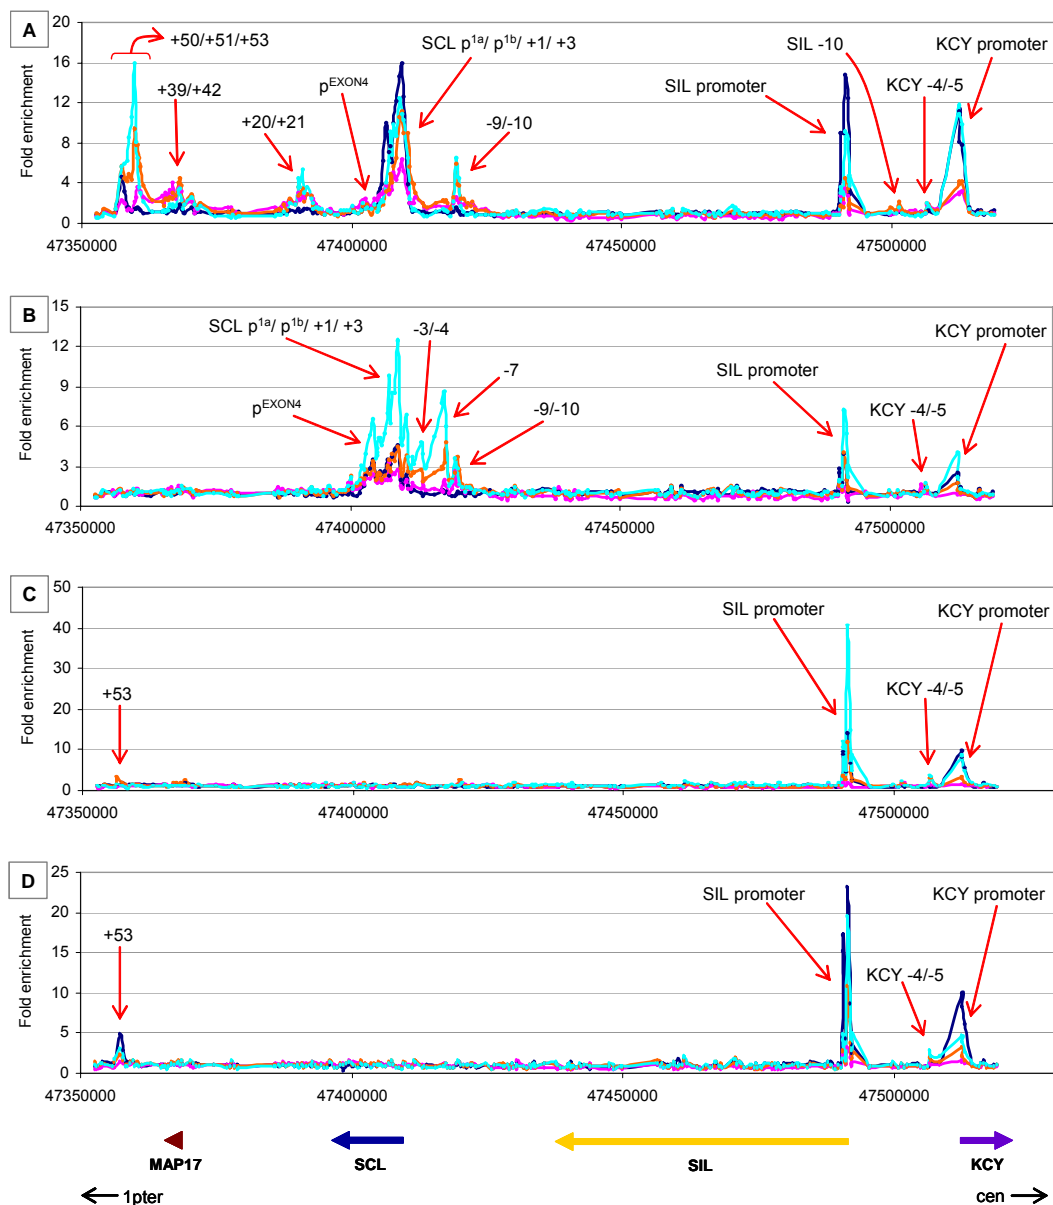 A
Fold enrichment
20
16
12
8
4
0
+50/+51/+53
+39/+42
+20/+21
pEXON4
SCL p1a/ p1b/ +1/ +3
-9/-10
SIL promoter
SIL -10
KCY -4/-5
KCY promoter
47350000 47400000 47450000 47500000
B
Fold enrichment
15
12
9
6
3
0
SCL p1a/ p1b/ +1/ +3
pEXON4
-3/-4
-7
-9/-10
SIL promoter
KCY -4/-5
KCY promoter
47350000 47400000 47450000 47500000
C
Fold enrichment
50
40
30
20
10
0
+53
SIL promoter
KCY -4/-5
KCY promoter
47350000 47400000 47450000 47500000
D
Fold enrichment
25
20
15
10
5
0
+53
SIL promoter
KCY -4/-5
KCY promoter
47350000 47400000 47450000 47500000
MAP17 SCL SIL KCY
1pter cen